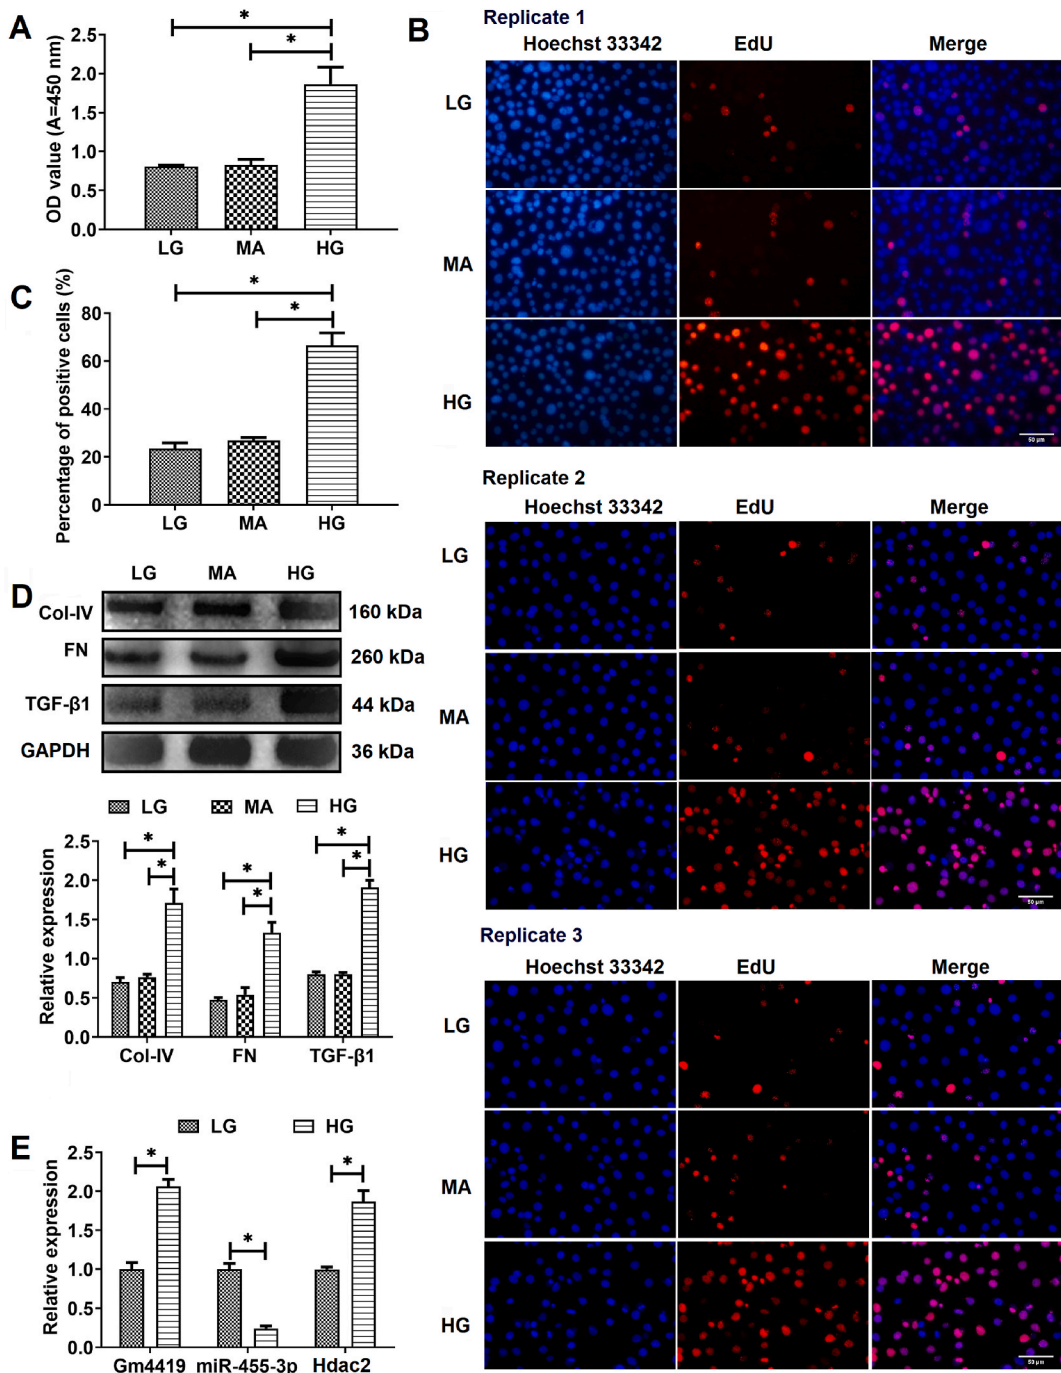 A
*
*
OD value (A=450 nm)
2.5
2.0
1.5
1.0
0.5
0.0
LG MA HG
C
*
*
Percentage of positive cells (%)
80
60
40
20
0
LG MA HG
D
LG MA HG
Col-IV 160 kDa
FN 260 kDa
TGF-β1 44 kDa
GAPDH 36 kDa
LG MA HG
Relative expression
2.5
2.0
1.5
1.0
0.5
0.0
* * * * * *
Col-IV FN TGF-β1
E
LG HG
Relative expression
2.5
2.0
1.5
1.0
0.5
0.0
* * *
Gm4419 miR-455-3p Hdac2
B
Replicate 1
Hoechst 33342 EdU Merge
LG
MA
HG
50 μm
Replicate 2
Hoechst 33342 EdU Merge
LG
MA
HG
50 μm
Replicate 3
Hoechst 33342 EdU Merge
LG
MA
HG
50 μm